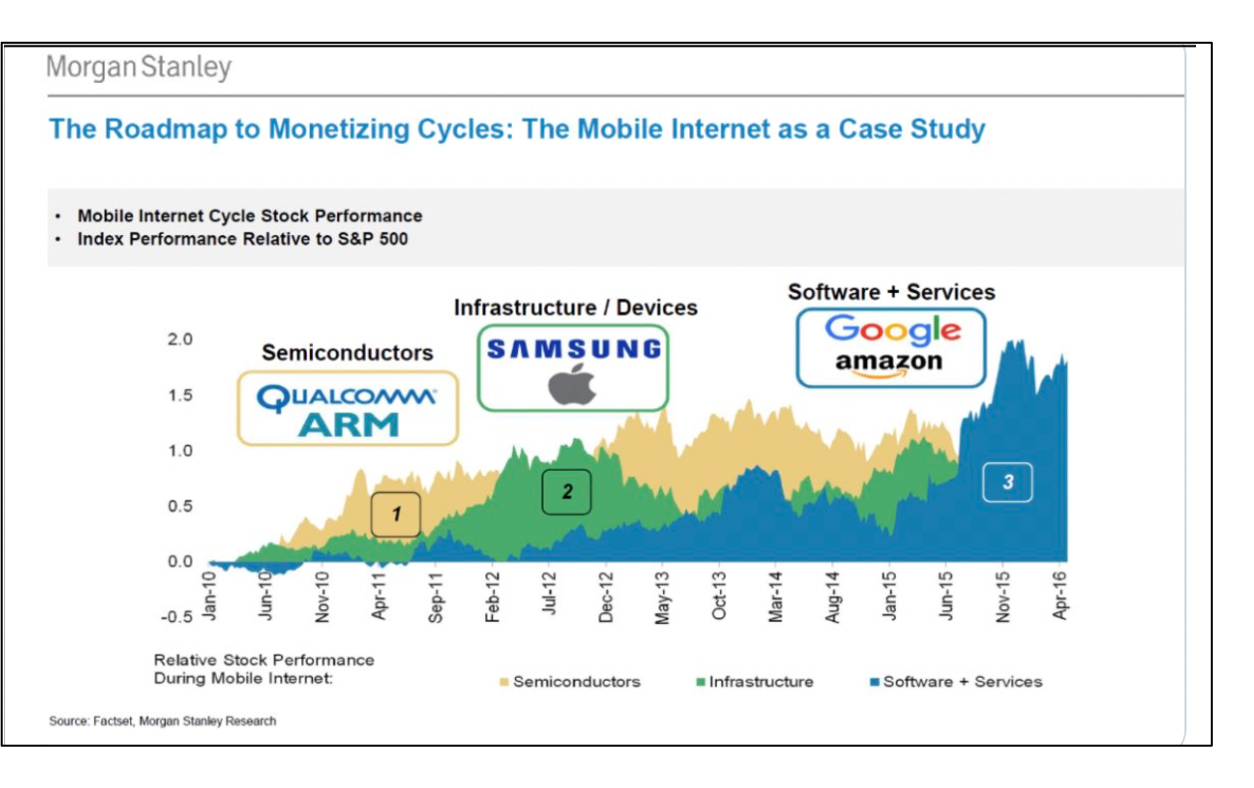 Morgan Stanley
The Roadmap to Monetizing Cycles: The Mobile Internet as a Case Study
• Mobile Internet Cycle Stock Performance
• Index Performance Relative to S&P 500
Semiconductors
QUALCOMM®
ARM
Infrastructure / Devices
SAMSUNG
Software + Services
Google
amazon
2.0
1.5
1.0
0.5
0.0
-0.5
1
2
3
Jan-10
Jun-10
Nov-10
Apr-11
Sep-11
Feb-12
Jul-12
Dec-12
May-13
Oct-13
Mar-14
Aug-14
Jan-15
Jun-15
Nov-15
Apr-16
Relative Stock Performance
During Mobile Internet:
Semiconductors
Infrastructure
Software + Services
Source: Factset, Morgan Stanley Research